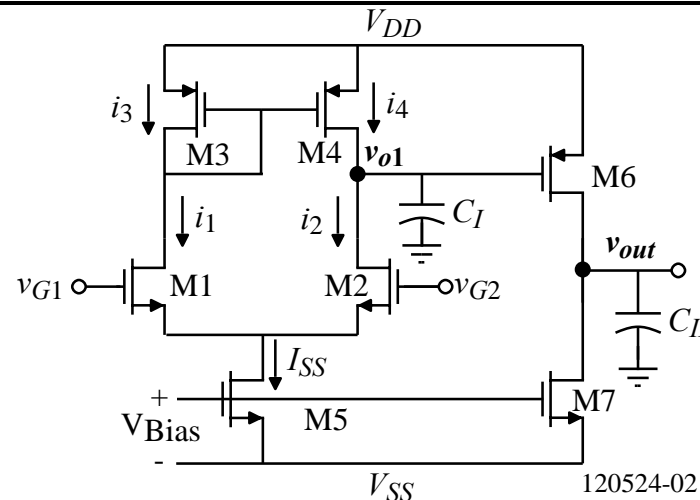 VDD
i3
i4
M3
M4
vo1
M6
i1
i2
CI
vout
vG1
M1
M2
vG2
ISS
+
VBias
-
M5
M7
VSS
120524-02